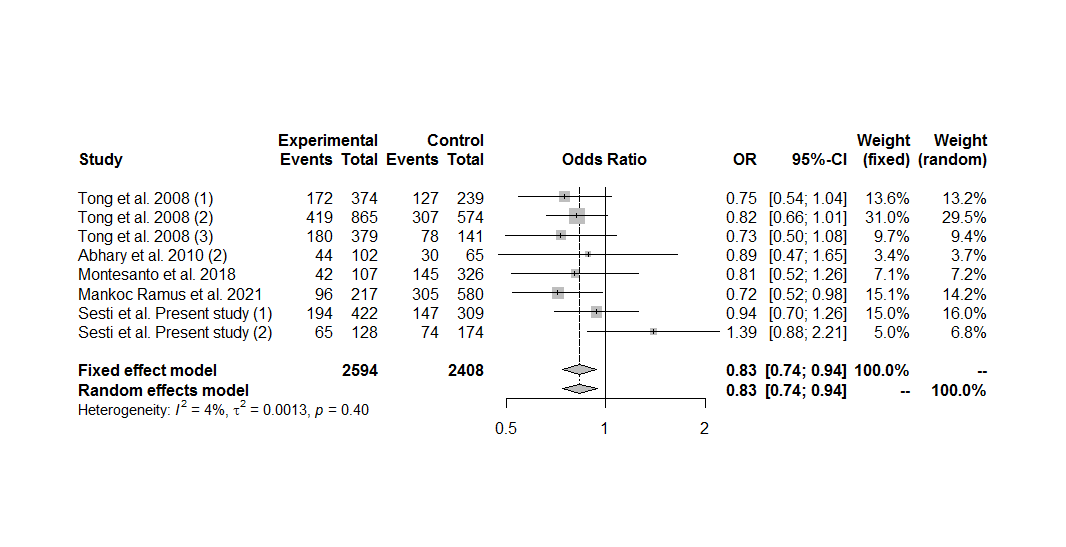 Experimental Control Weight Weight
Study Events Total Events Total Odds Ratio OR 95%-CI (fixed) (random)
Tong et al. 2008 (1) 172 374 127 239 0.75 [0.54; 1.04] 13.6% 13.2%
Tong et al. 2008 (2) 419 865 307 574 0.82 [0.66; 1.01] 31.0% 29.5%
Tong et al. 2008 (3) 180 379 78 141 0.73 [0.50; 1.08] 9.7% 9.4%
Abhary et al. 2010 (2) 44 102 30 65 0.89 [0.47; 1.65] 3.4% 3.7%
Montesanto et al. 2018 42 107 145 326 0.81 [0.52; 1.26] 7.1% 7.2%
Mankoc Ramus et al. 2021 96 217 305 580 0.72 [0.52; 0.98] 15.1% 14.2%
Sesti et al. Present study (1) 194 422 147 309 0.94 [0.70; 1.26] 15.0% 16.0%
Sesti et al. Present study (2) 65 128 74 174 1.39 [0.88; 2.21] 5.0% 6.8%
Fixed effect model 2594 2408 0.83 [0.74; 0.94] 100.0% --
Random effects model 0.83 [0.74; 0.94] -- 100.0%
Heterogeneity: I² = 4%, τ² = 0.0013, p = 0.40
0.5 1 2